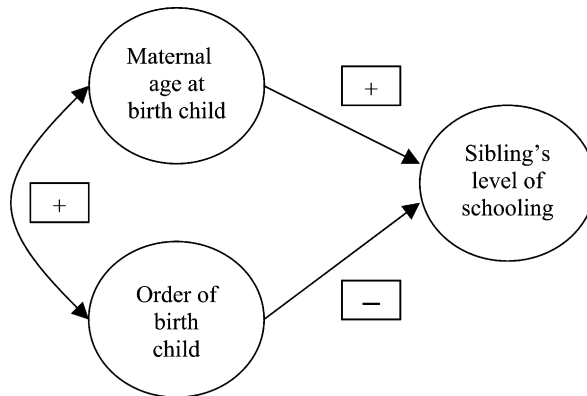 Maternal
age at
birth child
+
Sibling’s
level of
schooling
+
Order of
birth
child
–